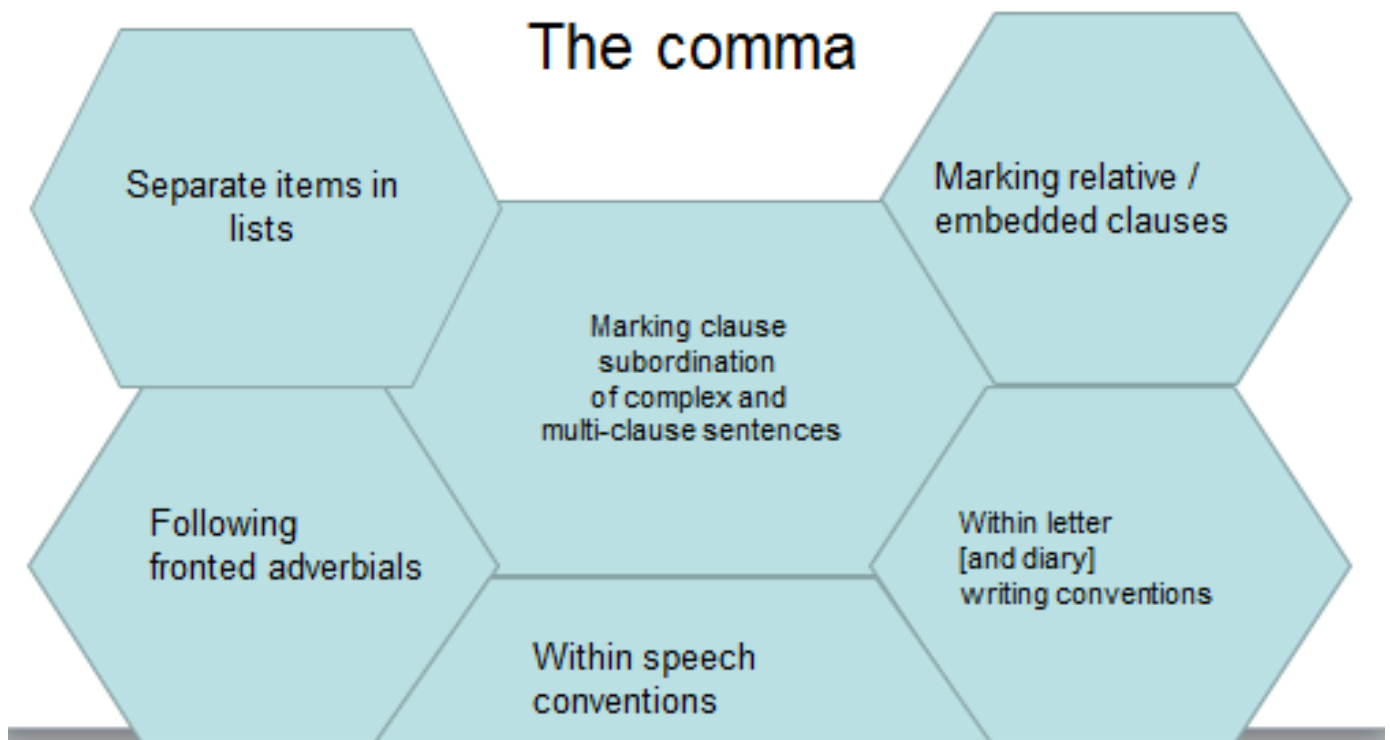 The comma
Separate items in
lists
Marking relative /
embedded clauses
Marking clause
subordination
of complex and
multi-clause sentences
Following
fronted adverbials
Within letter
[and diary]
writing conventions
Within speech
conventions